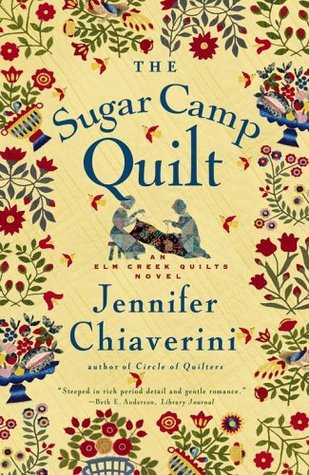 THE
Sugar Camp
Quilt
AN
ELM CREEK QUILTS
NOVEL
Jennifer
Chiaverini
author of Circle of Quilters
"Steeped in rich period detail and gentle romance."
—Beth E. Anderson, Library Journal